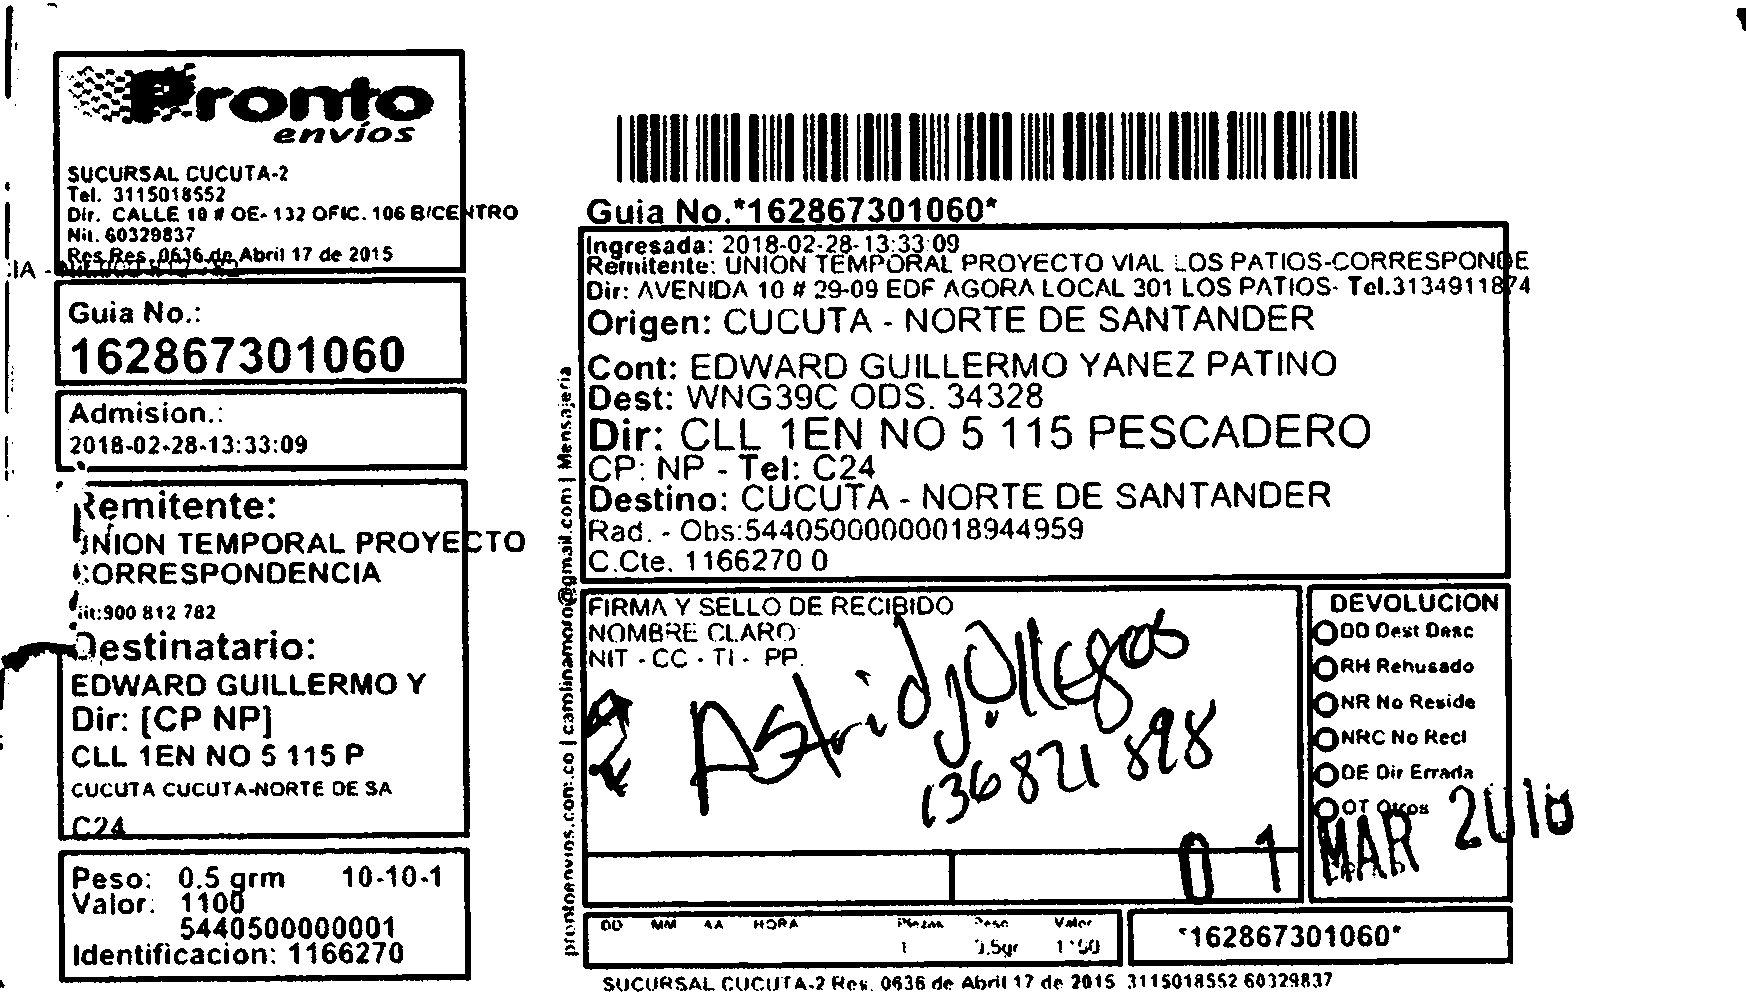 Pronto
envíos
SUCURSAL CUCUTA-2
Tel. 3115018552
Dir. CALLE 10 # OE- 132 OFIC. 106 B/CENTRO
Nit. 60329837
Res Res. 0636 de Abril 17 de 2015
Guia No.:
162867301060
Admision.:
2018-02-28-13:33:09
Remitente:
UNION TEMPORAL PROYECTO
CORRESPONDENCIA
Nit:900 812 782
Destinatario:
EDWARD GUILLERMO Y
Dir: [CP NP]
CLL 1EN NO 5 115 P
CUCUTA CUCUTA-NORTE DE SA
C24
Peso: 0.5 grm 10-10-1
Valor: 1100
5440500000001
Identificacion: 1166270
prontoenvios.com.co | carolinamoro@gmail.com | Mensajeria
Guia No.*162867301060*
Ingresada: 2018-02-28-13:33:09
Remitente: UNION TEMPORAL PROYECTO VIAL LOS PATIOS-CORRESPONDE
Dir: AVENIDA 10 # 29-09 EDF AGORA LOCAL 301 LOS PATIOS- Tel.3134911874
Origen: CUCUTA - NORTE DE SANTANDER
Cont: EDWARD GUILLERMO YANEZ PATINO
Dest: WNG39C ODS. 34328
Dir: CLL 1EN NO 5 115 PESCADERO
CP: NP - Tel: C24
Destino: CUCUTA - NORTE DE SANTANDER
Rad. - Obs:544050000000018944959
C.Cte. 1166270 0
FIRMA Y SELLO DE RECIBIDO
NOMBRE CLARO
NIT - CC - TI - PP.
Astrid J. Villegas
136821898
DEVOLUCION
DD Dest Desc
RH Rehusado
NR No Reside
NRC No Recl
DE Dir Errada
OT Otros
01 MAR 2018
DD MM AA HORA Piezas Peso Valor
1 0.5gr 1100
*162867301060*
SUCURSAL CUCUTA-2 Res. 0636 de Abril 17 de 2015 3115018552 60329837